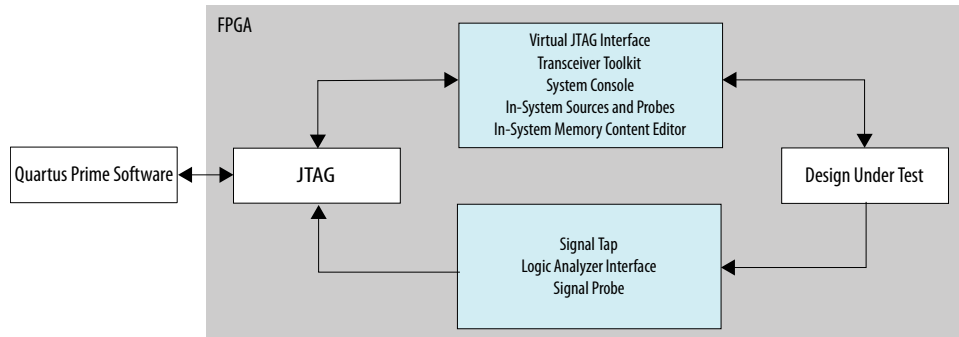 FPGA
Virtual JTAG Interface
Transceiver Toolkit
System Console
In-System Sources and Probes
In-System Memory Content Editor
Quartus Prime Software
JTAG
Design Under Test
Signal Tap
Logic Analyzer Interface
Signal Probe